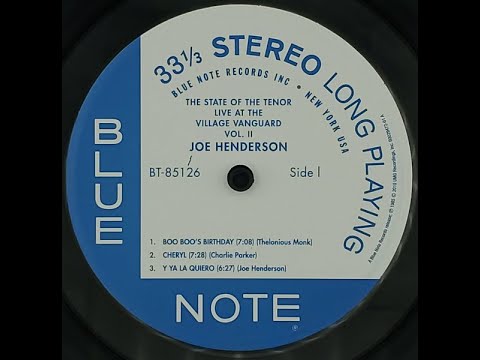 33⅓ STEREO LONG PLAYING
BLUE NOTE RECORDS INC • NEW YORK USA
THE STATE OF THE TENOR
LIVE AT THE
VILLAGE VANGUARD
VOL. II
JOE HENDERSON
BT-85126 Side 1
1. BOO BOO'S BIRTHDAY (7:08) (Thelonious Monk)
2. CHERYL (7:28) (Charlie Parker)
3. Y YA LA QUIERO (6:27) (Joe Henderson)
BLUE
NOTE
®